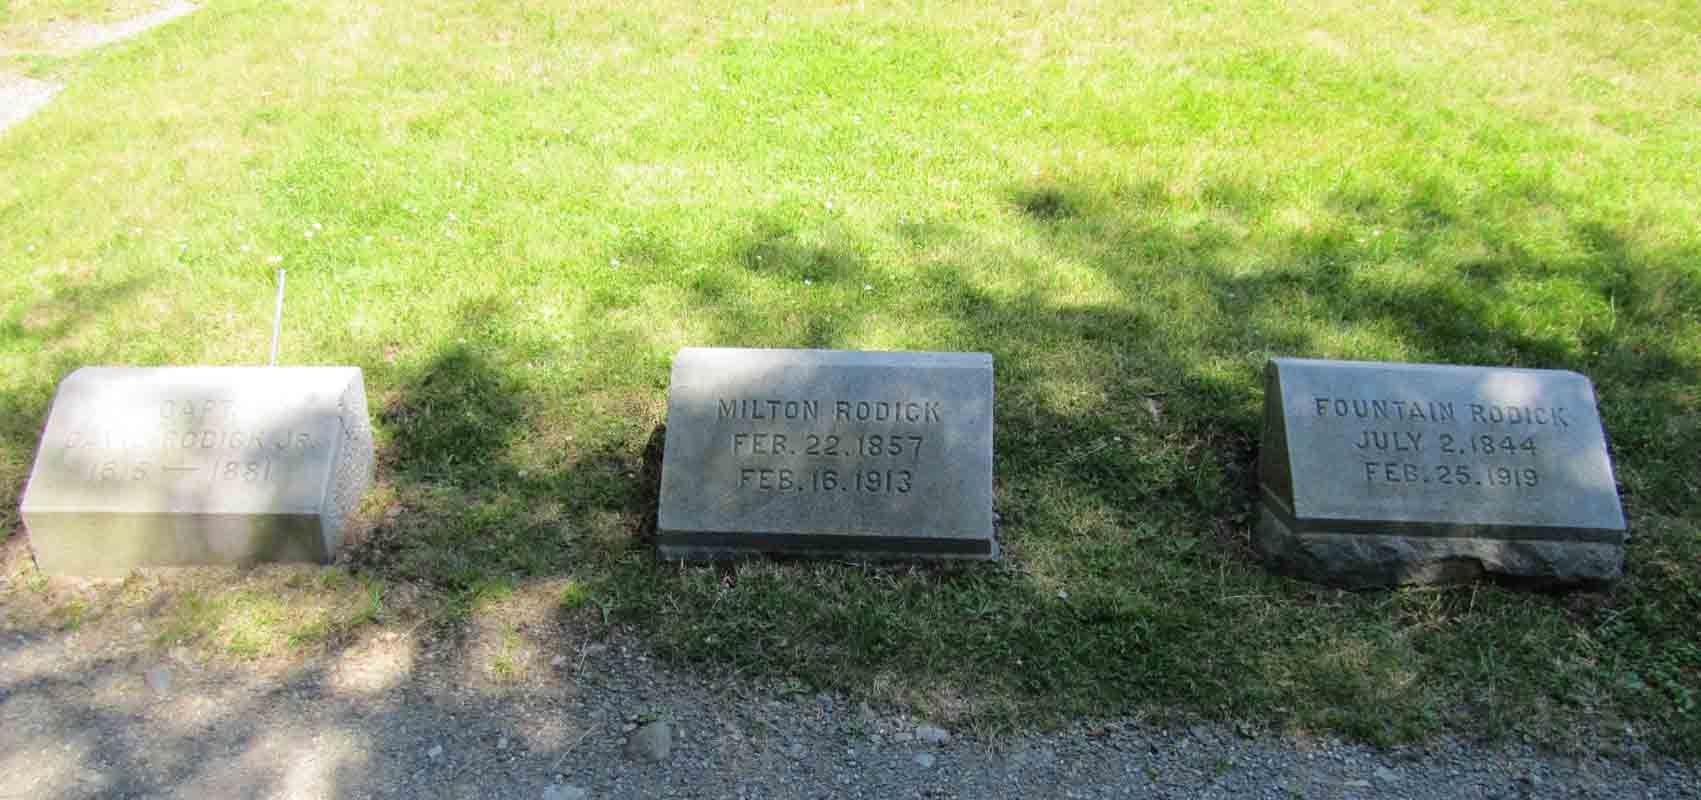 CAPT.
DAVID RODICK JR.
— 1881
MILTON RODICK
FEB. 22. 1857
FEB. 16. 1913
FOUNTAIN RODICK
JULY 2. 1844
FEB. 25. 1919